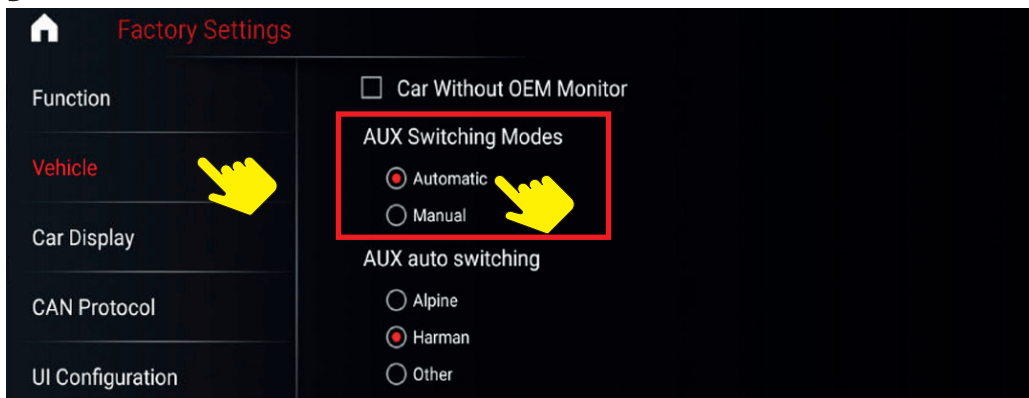 Factory Settings
Function
Vehicle
Car Display
CAN Protocol
UI Configuration
Car Without OEM Monitor
AUX Switching Modes
Automatic
Manual
AUX auto switching
Alpine
Harman
Other